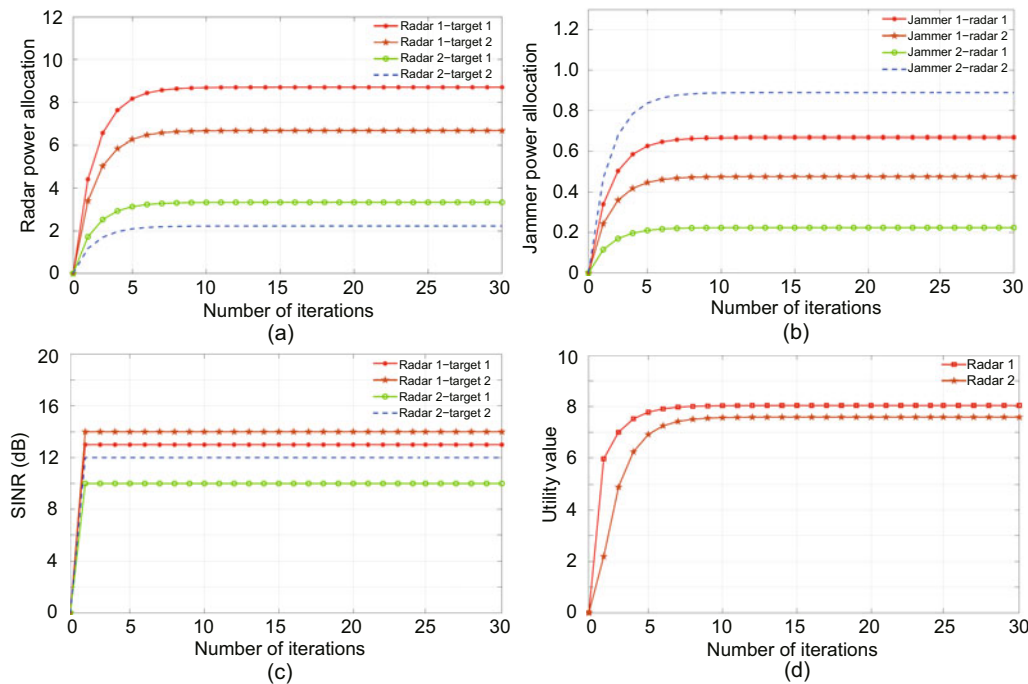 12
10
8
6
4
2
0
Radar power allocation
Radar 1−target 1
Radar 1−target 2
Radar 2−target 1
Radar 2−target 2
0 5 10 15 20 25 30
Number of iterations
(a)
1.2
1.0
0.8
0.6
0.4
0.2
0
Jammer power allocation
Jammer 1−radar 1
Jammer 1−radar 2
Jammer 2−radar 1
Jammer 2−radar 2
0 5 10 15 20 25 30
Number of iterations
(b)
20
16
12
8
4
0
SINR (dB)
Radar 1−target 1
Radar 1−target 2
Radar 2−target 1
Radar 2−target 2
0 5 10 15 20 25 30
Number of iterations
(c)
10
8
6
4
2
0
Utility value
Radar 1
Radar 2
0 5 10 15 20 25 30
Number of iterations
(d)